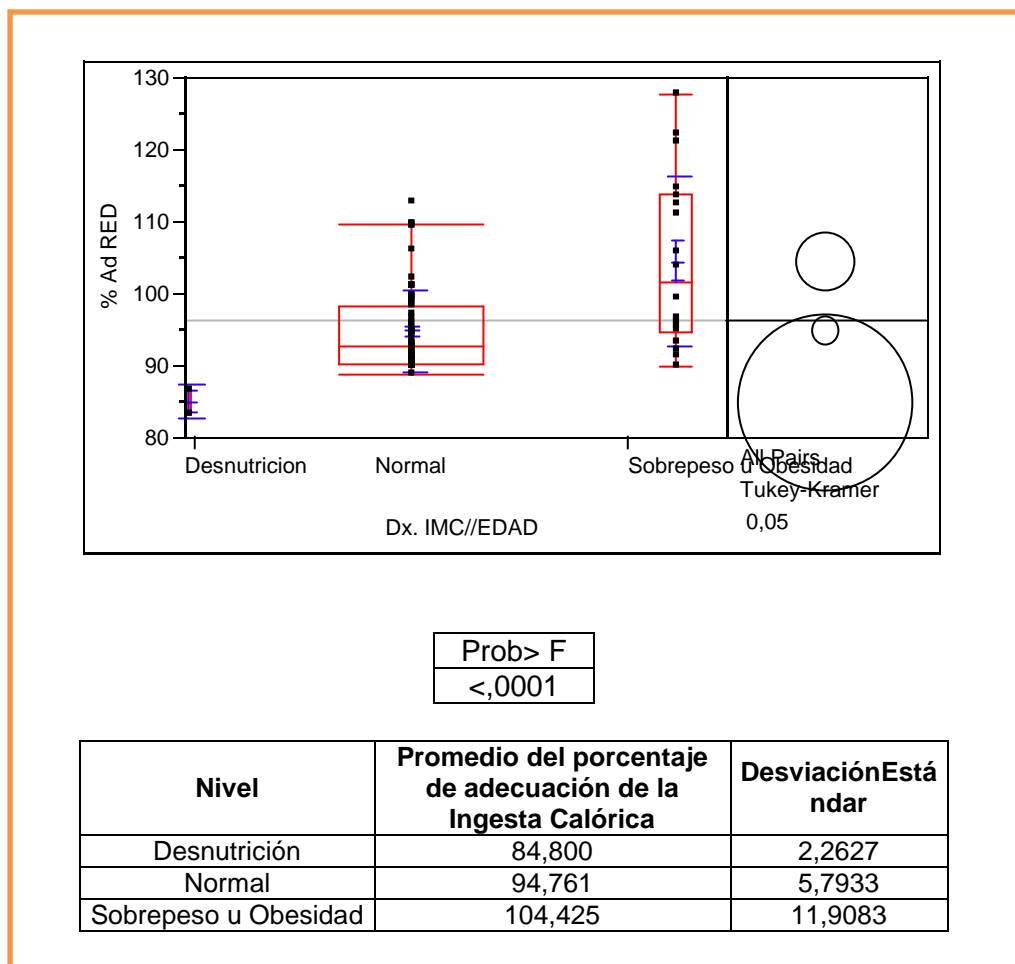 130
120
110
100
90
80
% Ad RED
Desnutricion
Normal
Sobrepeso u Obesidad
All Pairs
Tukey-Kramer
0,05
Dx. IMC//EDAD
Prob> F
<,0001
Nivel
Promedio del porcentaje
de adecuación de la
Ingesta Calórica
DesviaciónEstá
ndar
Desnutrición 84,800 2,2627
Normal 94,761 5,7933
Sobrepeso u Obesidad 104,425 11,9083